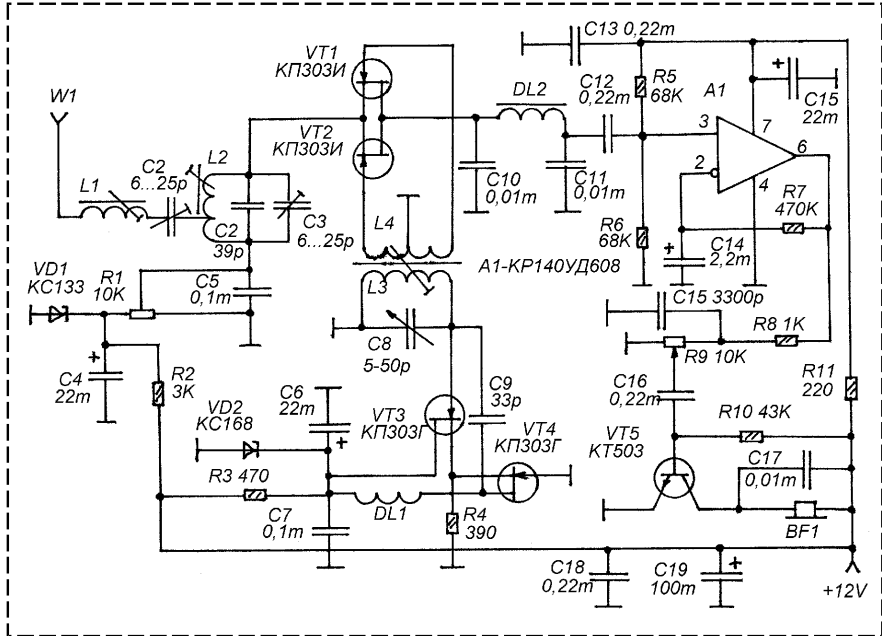 W1
L1
C2
6...25p
L2
C2
39p
C3
6...25p
VD1
КС133
R1
10K
C5
0,1m
C4
22m
R2
3K
VT1
КП303И
VT2
КП303И
L4
L3
C8
5-50p
A1-КР140УД608
C6
22m
VD2
КС168
R3 470
C7
0,1m
DL1
VT3
КП303Г
C9
33p
VT4
КП303Г
R4
390
C10
0,01m
DL2
C11
0,01m
C12
0,22m
C13 0,22m
R5
68K
R6
68K
A1
3
2
7
4
6
C15
22m
C14
2,2m
R7
470K
C15 3300p
R8 1K
R9 10K
R11
220
C16
0,22m
R10 43K
VT5
КТ503
C17
0,01m
BF1
C18
0,22m
C19
100m
+12V